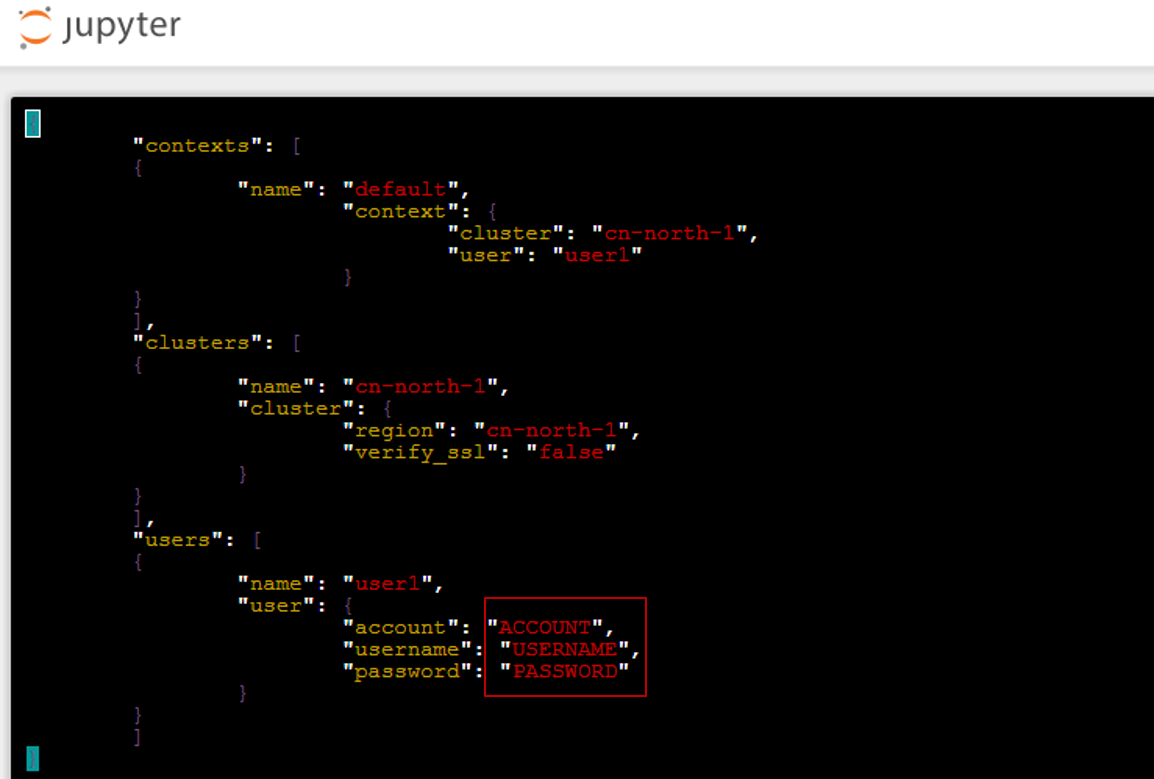 jupyter
{
"contexts": [
{
"name": "default",
"context": {
"cluster": "cn-north-1",
"user": "user1"
}
}
],
"clusters": [
{
"name": "cn-north-1",
"cluster": {
"region": "cn-north-1",
"verify_ssl": "false"
}
}
],
"users": [
{
"name": "user1",
"user": {
"account": "ACCOUNT",
"username": "USERNAME",
"password": "PASSWORD"
}
}
]
}